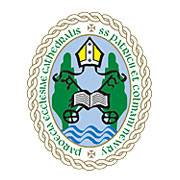 PAROECIA ECCLESIAE CATHEDRALIS
SS PATRICII ET COLMANI NEWRY